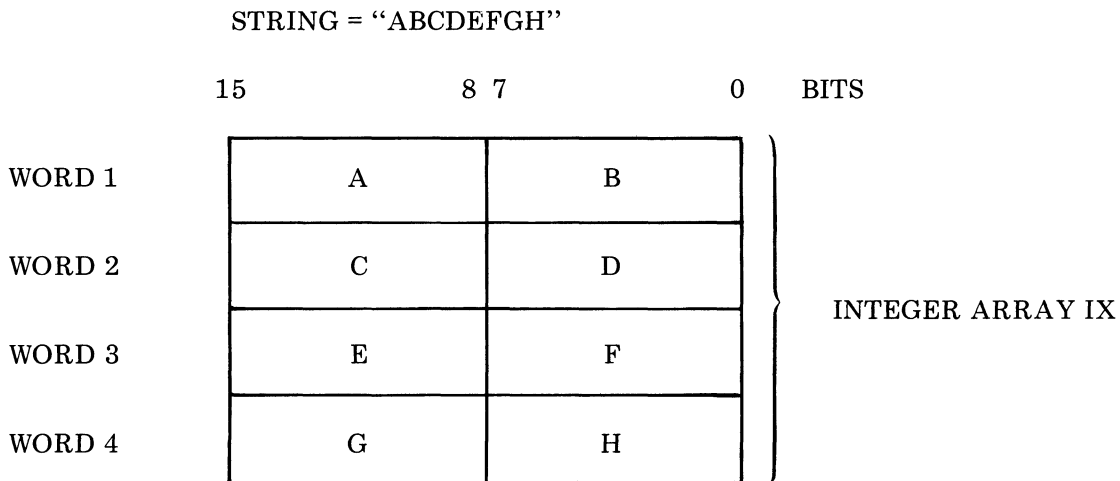 STRING = “ABCDEFGH”
15 8 7 0 BITS
WORD 1 A B
WORD 2 C D
INTEGER ARRAY IX
WORD 3 E F
WORD 4 G H